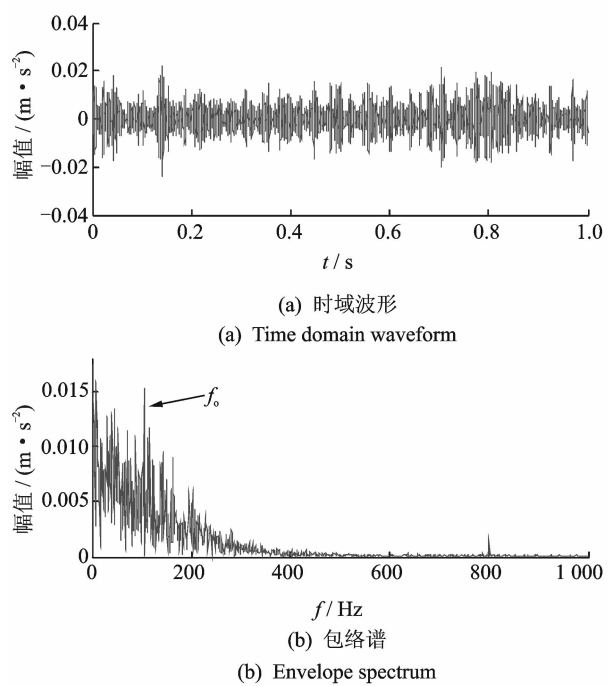 0.04
0.02
0
−0.02
−0.04
幅值 / (m • s⁻²)
0 0.2 0.4 0.6 0.8 1.0
t / s
(a) 时域波形
(a) Time domain waveform
0.015
0.010
0.005
0
幅值 / (m • s⁻²)
fₒ
0 200 400 600 800 1 000
f / Hz
(b) 包络谱
(b) Envelope spectrum